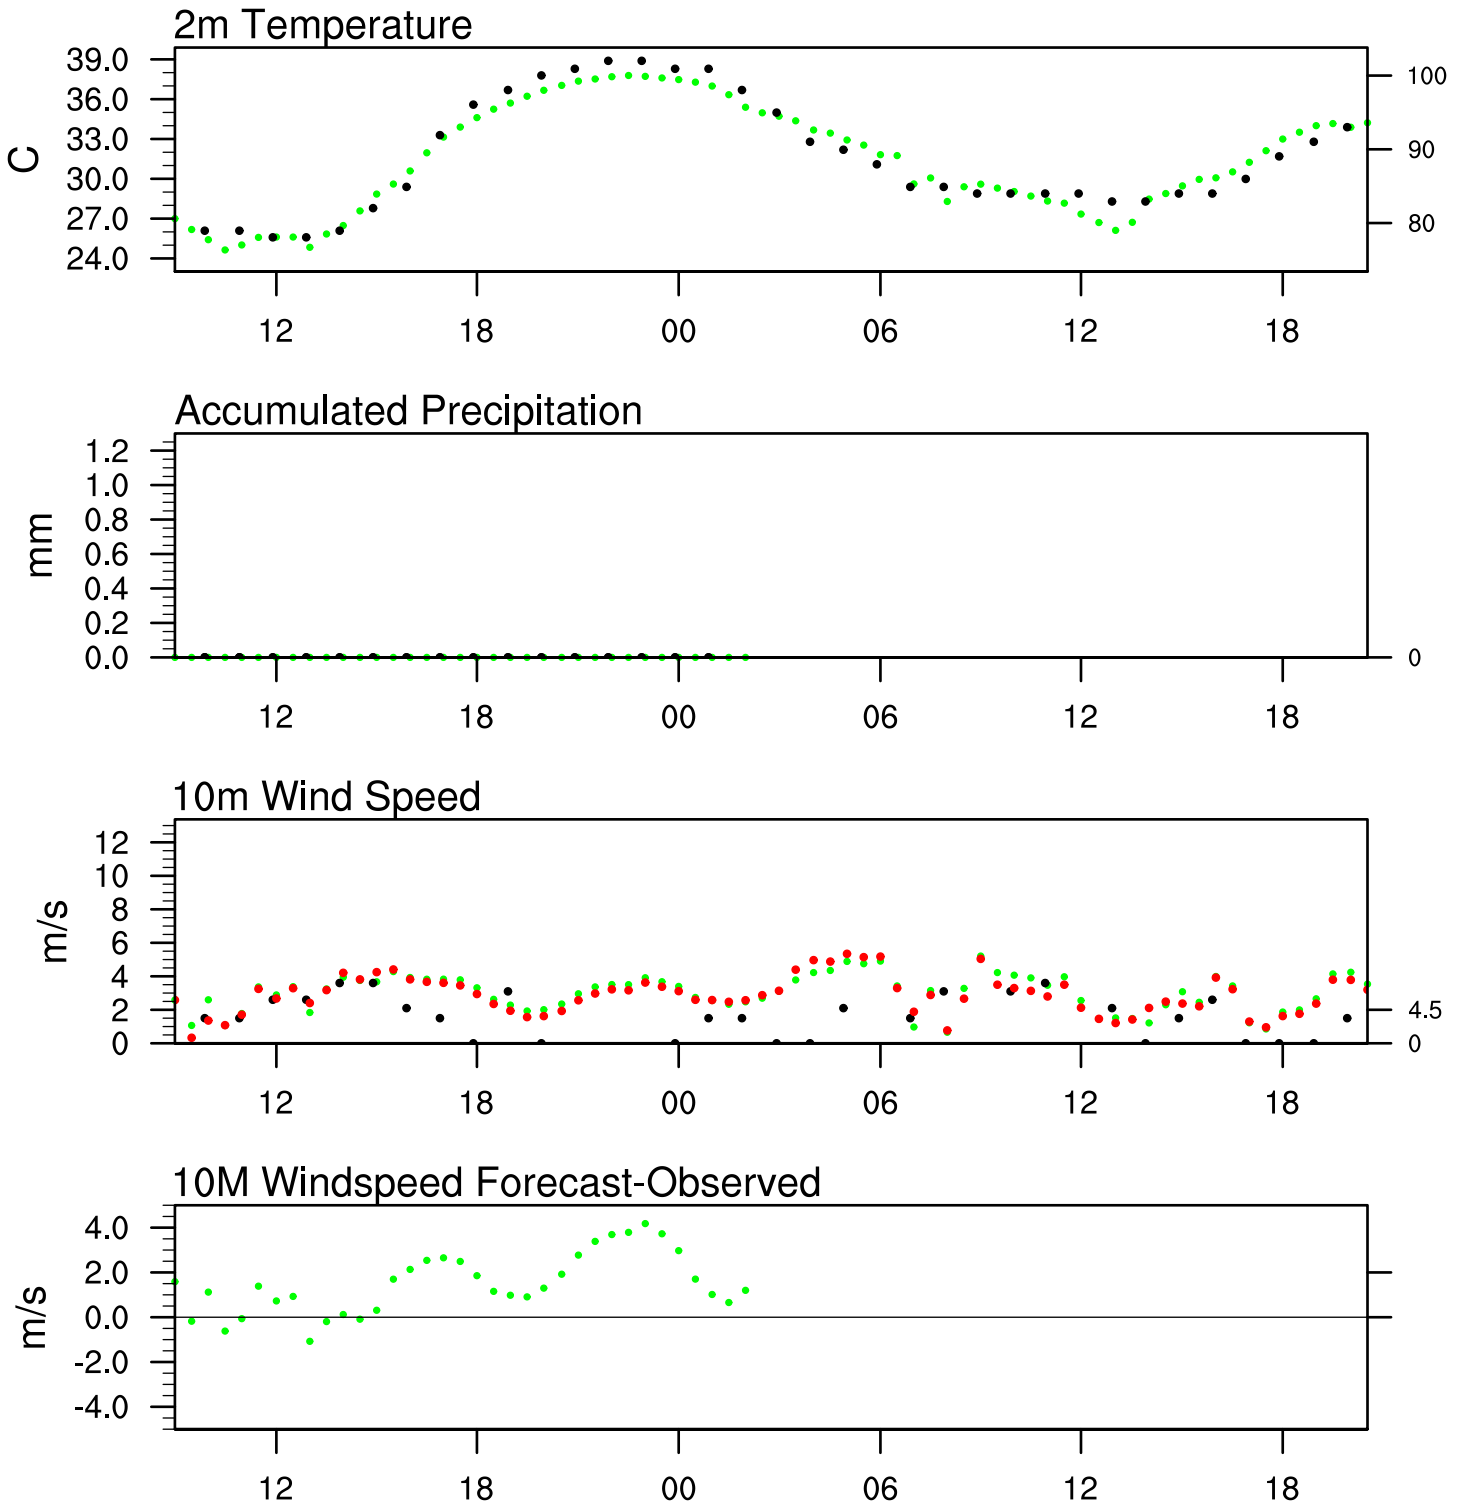 2m Temperature
39.0
36.0
33.0
30.0
27.0
24.0
C
100
90
80
12 18 00 06 12 18
Accumulated Precipitation
1.2
1.0
0.8
0.6
0.4
0.2
0.0
mm
0
12 18 00 06 12 18
10m Wind Speed
12
10
8
6
4
2
0
m/s
4.5
0
12 18 00 06 12 18
10M Windspeed Forecast-Observed
4.0
2.0
0.0
-2.0
-4.0
m/s
12 18 00 06 12 18